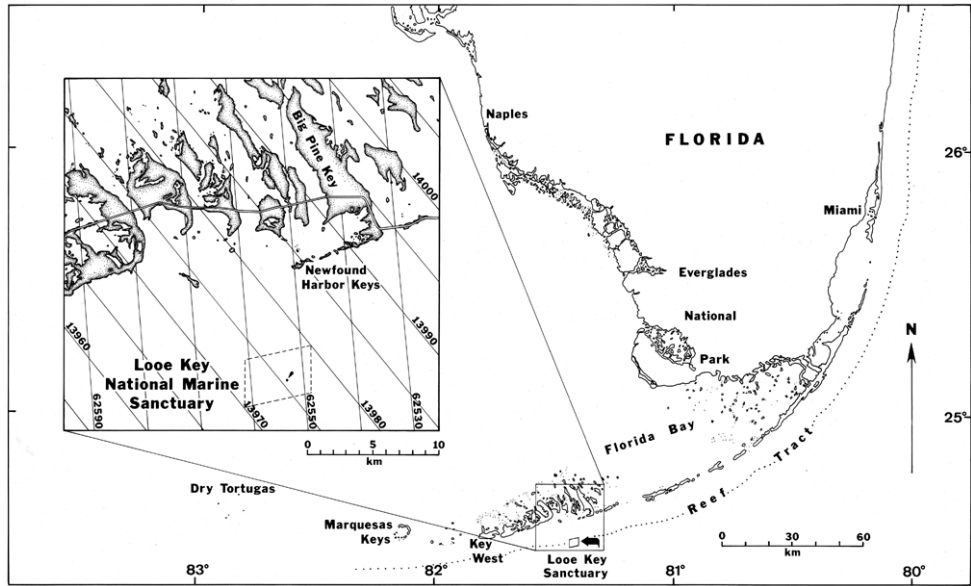 Naples
FLORIDA
26°
Miami
Big Pine Key
14000
Everglades
National
Park
Newfound
Harbor Keys
13990
N
13960
Looe Key
National Marine
Sanctuary
62590
13970
62550
13980
62530
0 5 10
km
25°
Florida Bay
Reef Tract
Dry Tortugas
Marquesas
Keys
Key
West
Looe Key
Sanctuary
0 30 60
km
83°
82°
81°
80°